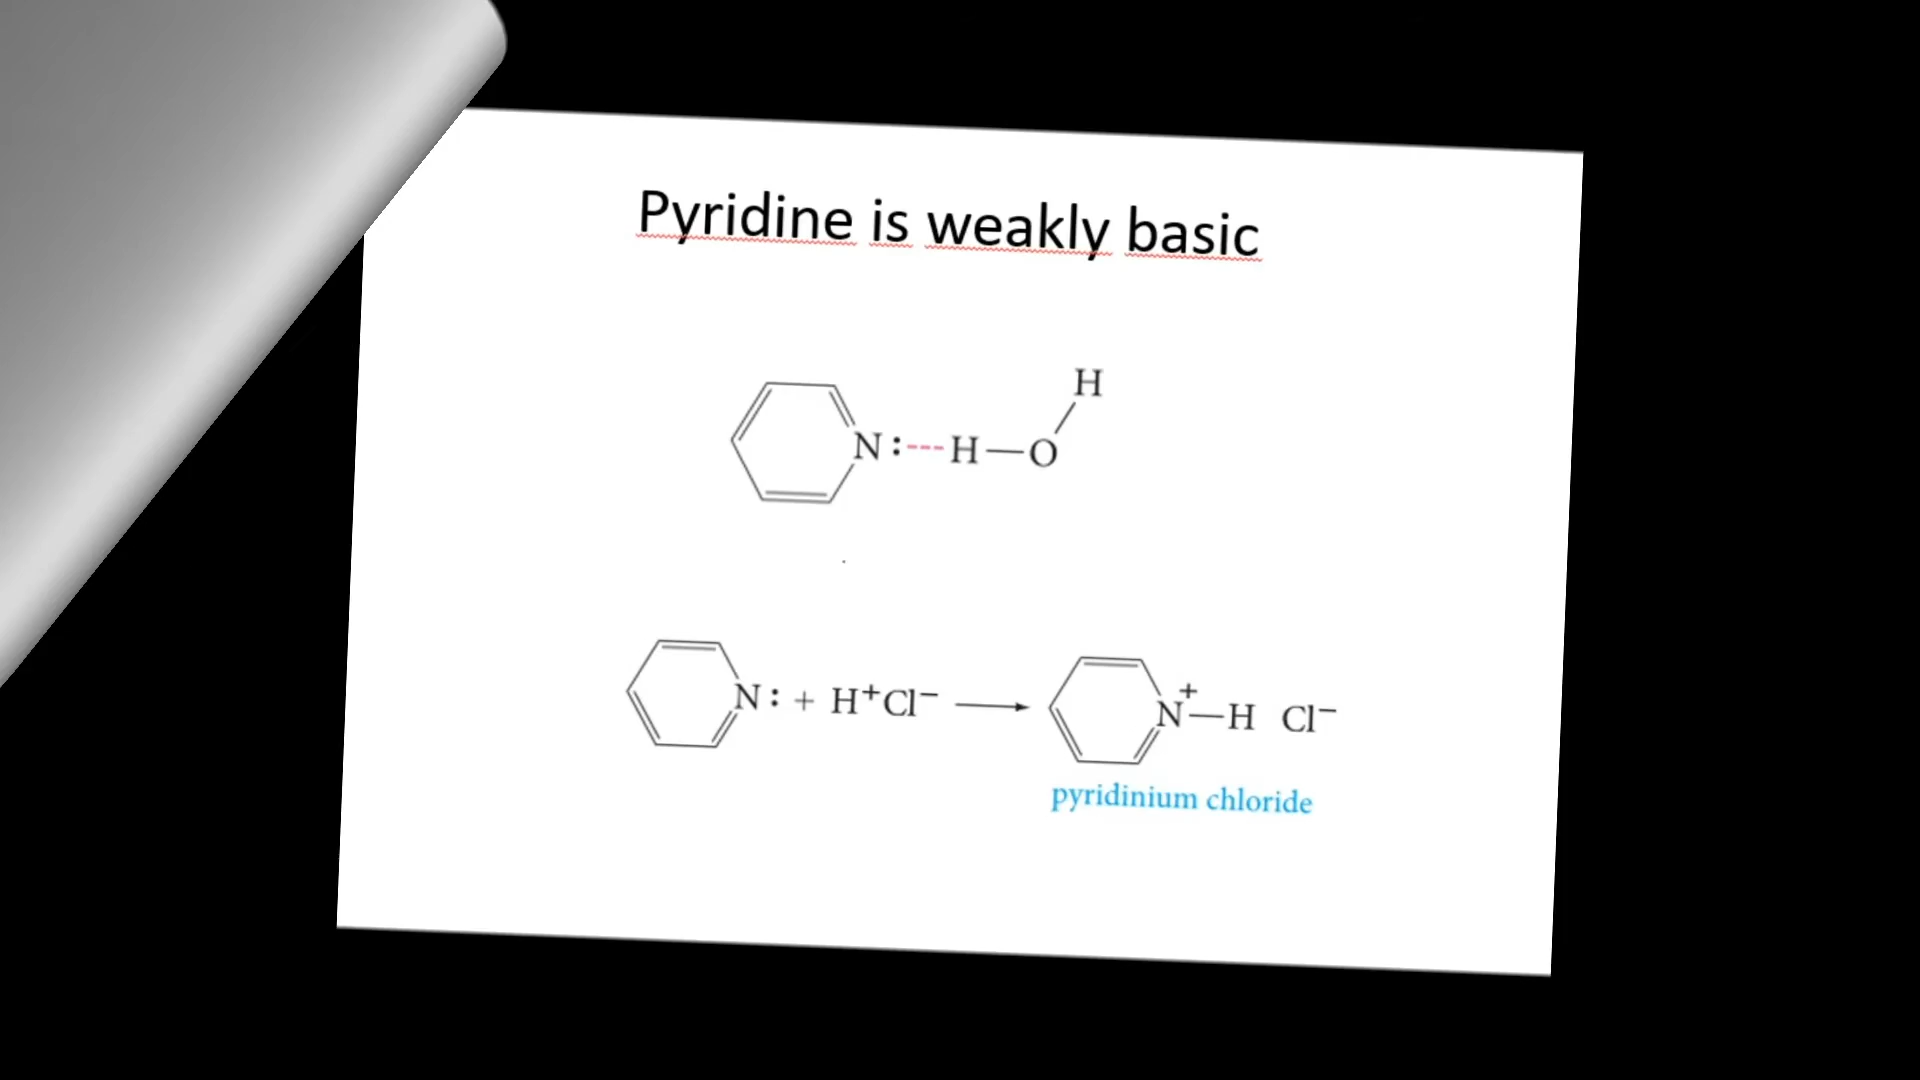 Pyridine is weakly basic
H
N:---H—O
N: + H⁺Cl⁻ ⟶ N⁺—H Cl⁻
pyridinium chloride